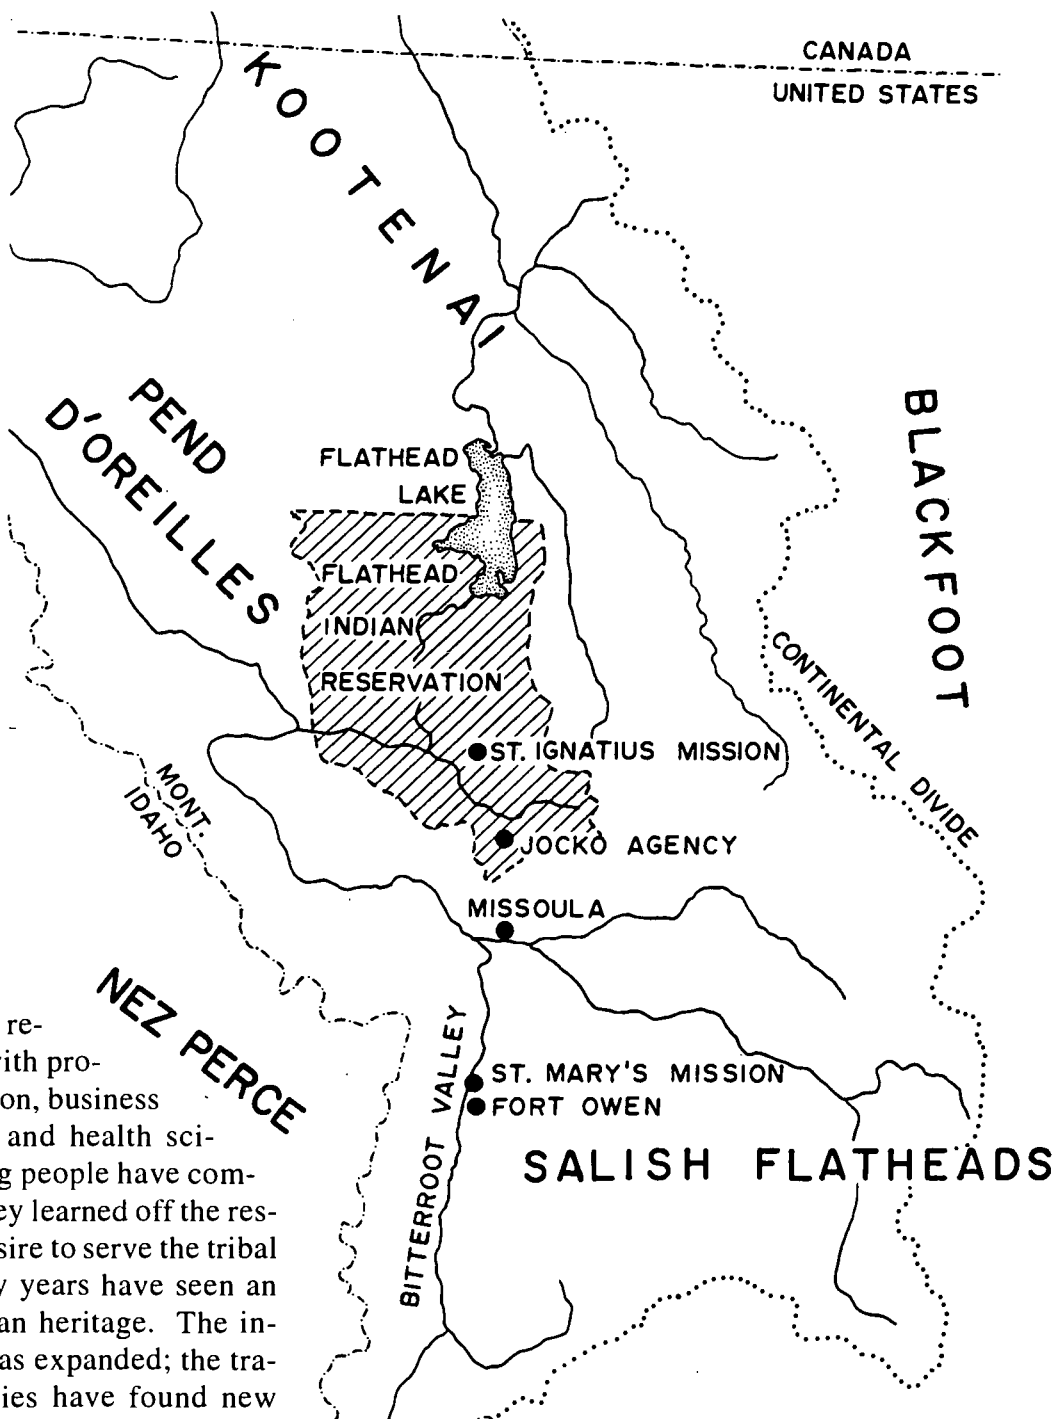 CANADA
UNITED STATES
KOOTENAI
PEND
D'OREILLES
BLACKFOOT
FLATHEAD
LAKE
FLATHEAD
INDIAN
RESERVATION
CONTINENTAL DIVIDE
ST. IGNATIUS MISSION
MONT.
IDAHO
JOCKO AGENCY
MISSOULA
NEZ PERCE
BITTERROOT VALLEY
ST. MARY'S MISSION
FORT OWEN
SALISH FLATHEADS
re-
with pro-
on, business
and health sci-
g people have com-
ey learned off the res-
sire to serve the tribal
y years have seen an
an heritage. The in-
as expanded; the tra-
ies have found new